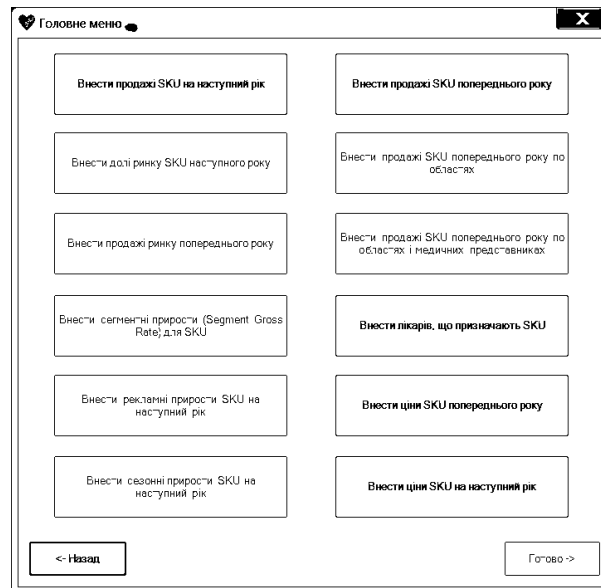 Головне меню
Внести продажі SKU на наступний рік
Внести продажі SKU попереднього року
Внести долі ринку SKU наступного року
Внести продажі SKU попереднього року по
областях
Внести продажі ринку попереднього року
Внести продажі SKU попереднього року по
областях і медичних представниках
Внести сегментні прирости (Segment Gross
Rate) для SKU
Внести лікарів, що призначають SKU
Внести рекламні прирости SKU на
наступний рік
Внести ціни SKU попереднього року
Внести сезонні прирости SKU на
наступний рік
Внести ціни SKU на наступний рік
<- Назад
Готово ->